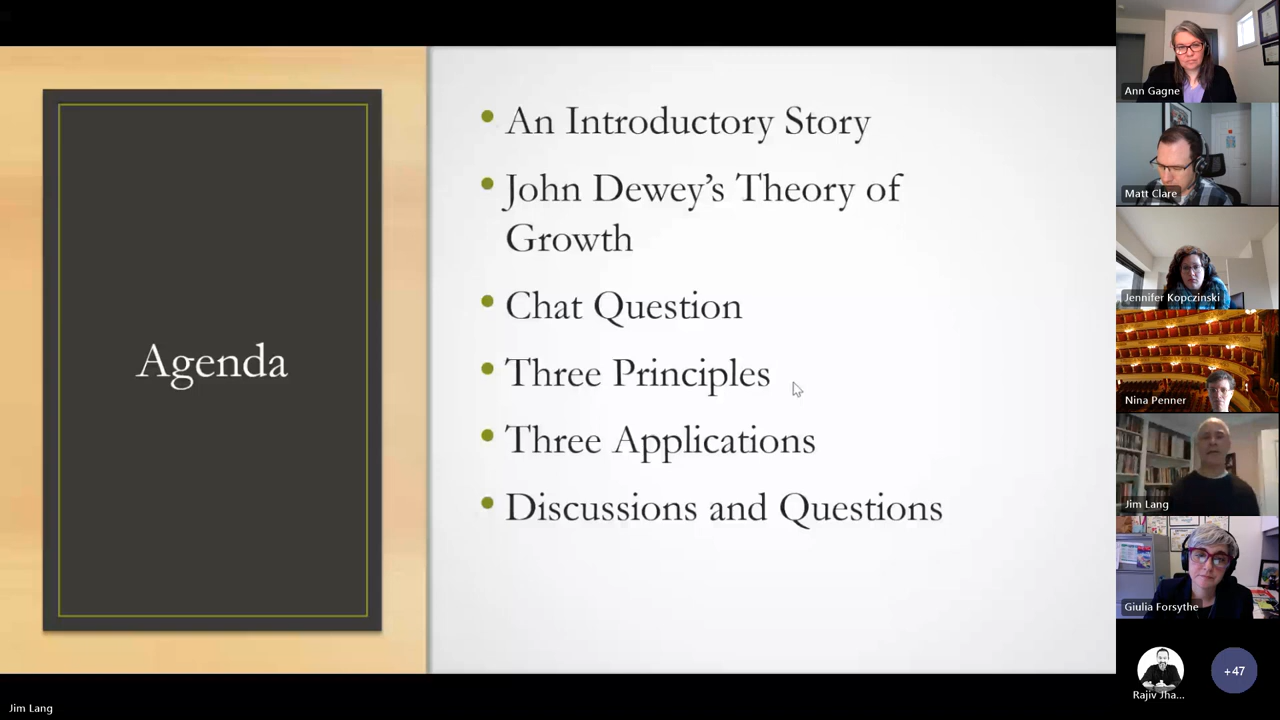 Agenda
An Introductory Story
John Dewey’s Theory of
Growth
Chat Question
Three Principles
Three Applications
Discussions and Questions
Ann Gagne
Matt Clare
Jennifer Kopczinski
Nina Penner
Jim Lang
Giulia Forsythe
Rajiv Jha...
+47
Jim Lang